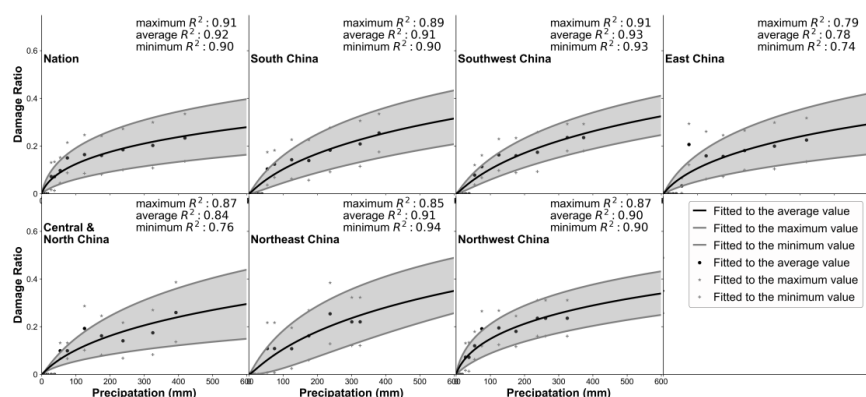 maximum R²: 0.91
average R²: 0.92
minimum R²: 0.90
Nation
maximum R²: 0.89
average R²: 0.91
minimum R²: 0.90
South China
maximum R²: 0.91
average R²: 0.93
minimum R²: 0.93
Southwest China
maximum R²: 0.79
average R²: 0.78
minimum R²: 0.74
East China
Damage Ratio
0.6
0.4
0.2
0.0
maximum R²: 0.87
average R²: 0.84
minimum R²: 0.76
Central &
North China
maximum R²: 0.85
average R²: 0.91
minimum R²: 0.94
Northeast China
maximum R²: 0.87
average R²: 0.90
minimum R²: 0.90
Northwest China
Fitted to the average value
Fitted to the maximum value
Fitted to the minimum value
Fitted to the average value
Fitted to the maximum value
Fitted to the minimum value
Damage Ratio
0.6
0.4
0.2
0.0
0 100 200 300 400 500 600
100 200 300 400 500 600
100 200 300 400 500 600
Precipatation (mm)
Precipatation (mm)
Precipatation (mm)